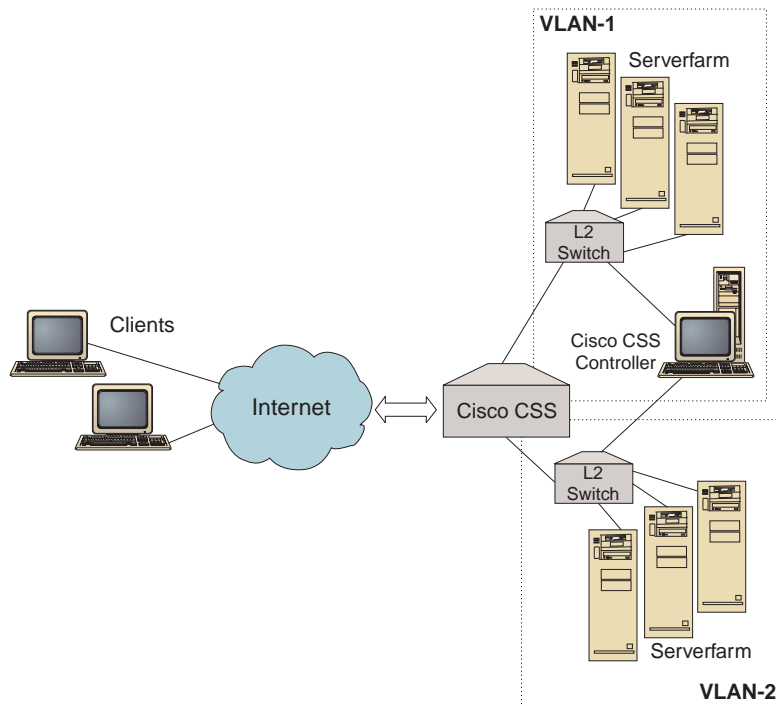 VLAN-1
Serverfarm
L2
Switch
Clients
Cisco CSS
Controller
Internet
Cisco CSS
L2
Switch
Serverfarm
VLAN-2